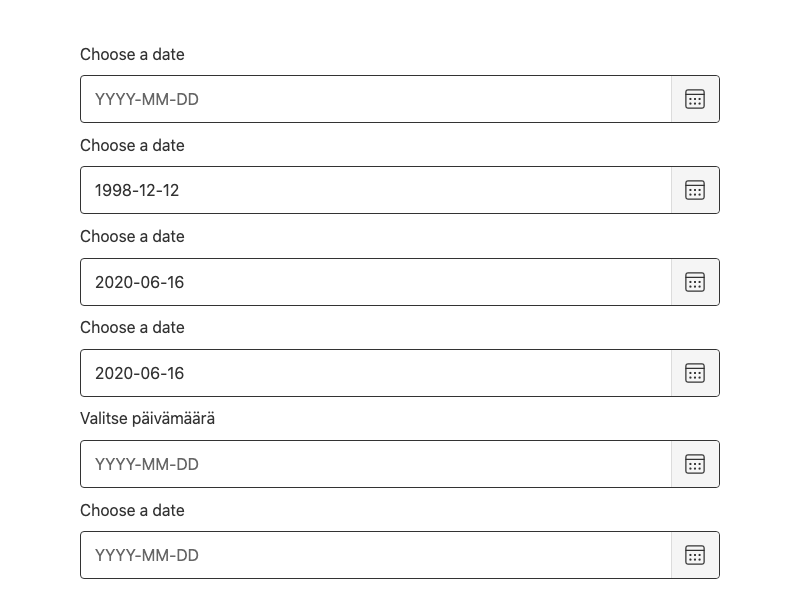 Choose a date
YYYY-MM-DD
Choose a date
1998-12-12
Choose a date
2020-06-16
Choose a date
2020-06-16
Valitse päivämäärä
YYYY-MM-DD
Choose a date
YYYY-MM-DD